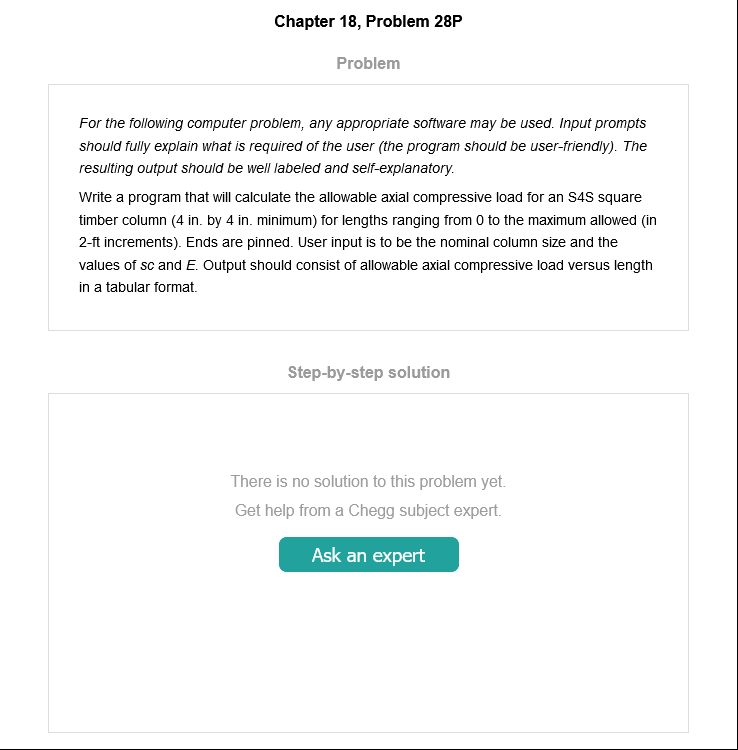 Chapter 18, Problem 28P
Problem
For the following computer problem, any appropriate software may be used. Input prompts
should fully explain what is required of the user (the program should be user-friendly). The
resulting output should be well labeled and self-explanatory.
Write a program that will calculate the allowable axial compressive load for an S4S square
timber column (4 in. by 4 in. minimum) for lengths ranging from 0 to the maximum allowed (in
2-ft increments). Ends are pinned. User input is to be the nominal column size and the
values of sc and E. Output should consist of allowable axial compressive load versus length
in a tabular format.
Step-by-step solution
There is no solution to this problem yet.
Get help from a Chegg subject expert.
Ask an expert